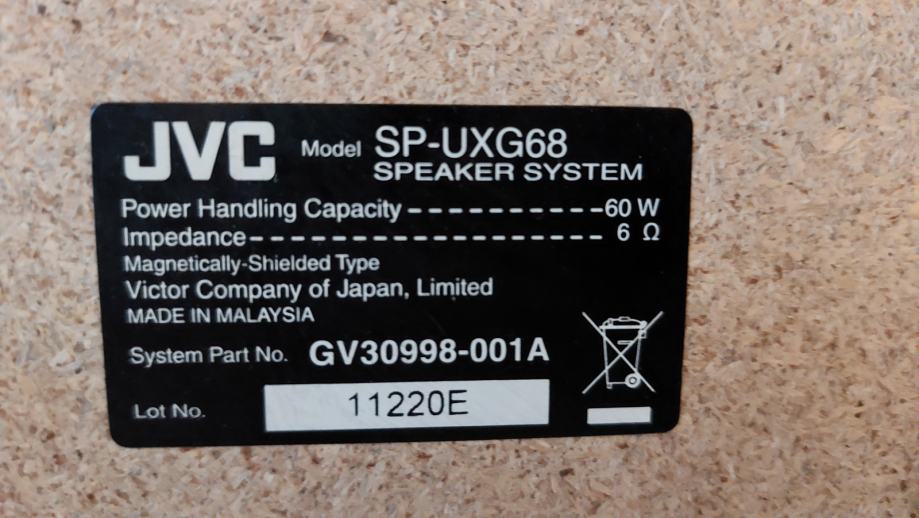 JVC Model SP-UXG68
SPEAKER SYSTEM
Power Handling Capacity ----------- 60 W
Impedance ------------------- 6 Ω
Magnetically-Shielded Type
Victor Company of Japan, Limited
MADE IN MALAYSIA
System Part No. GV30998-001A
Lot No. 11220E